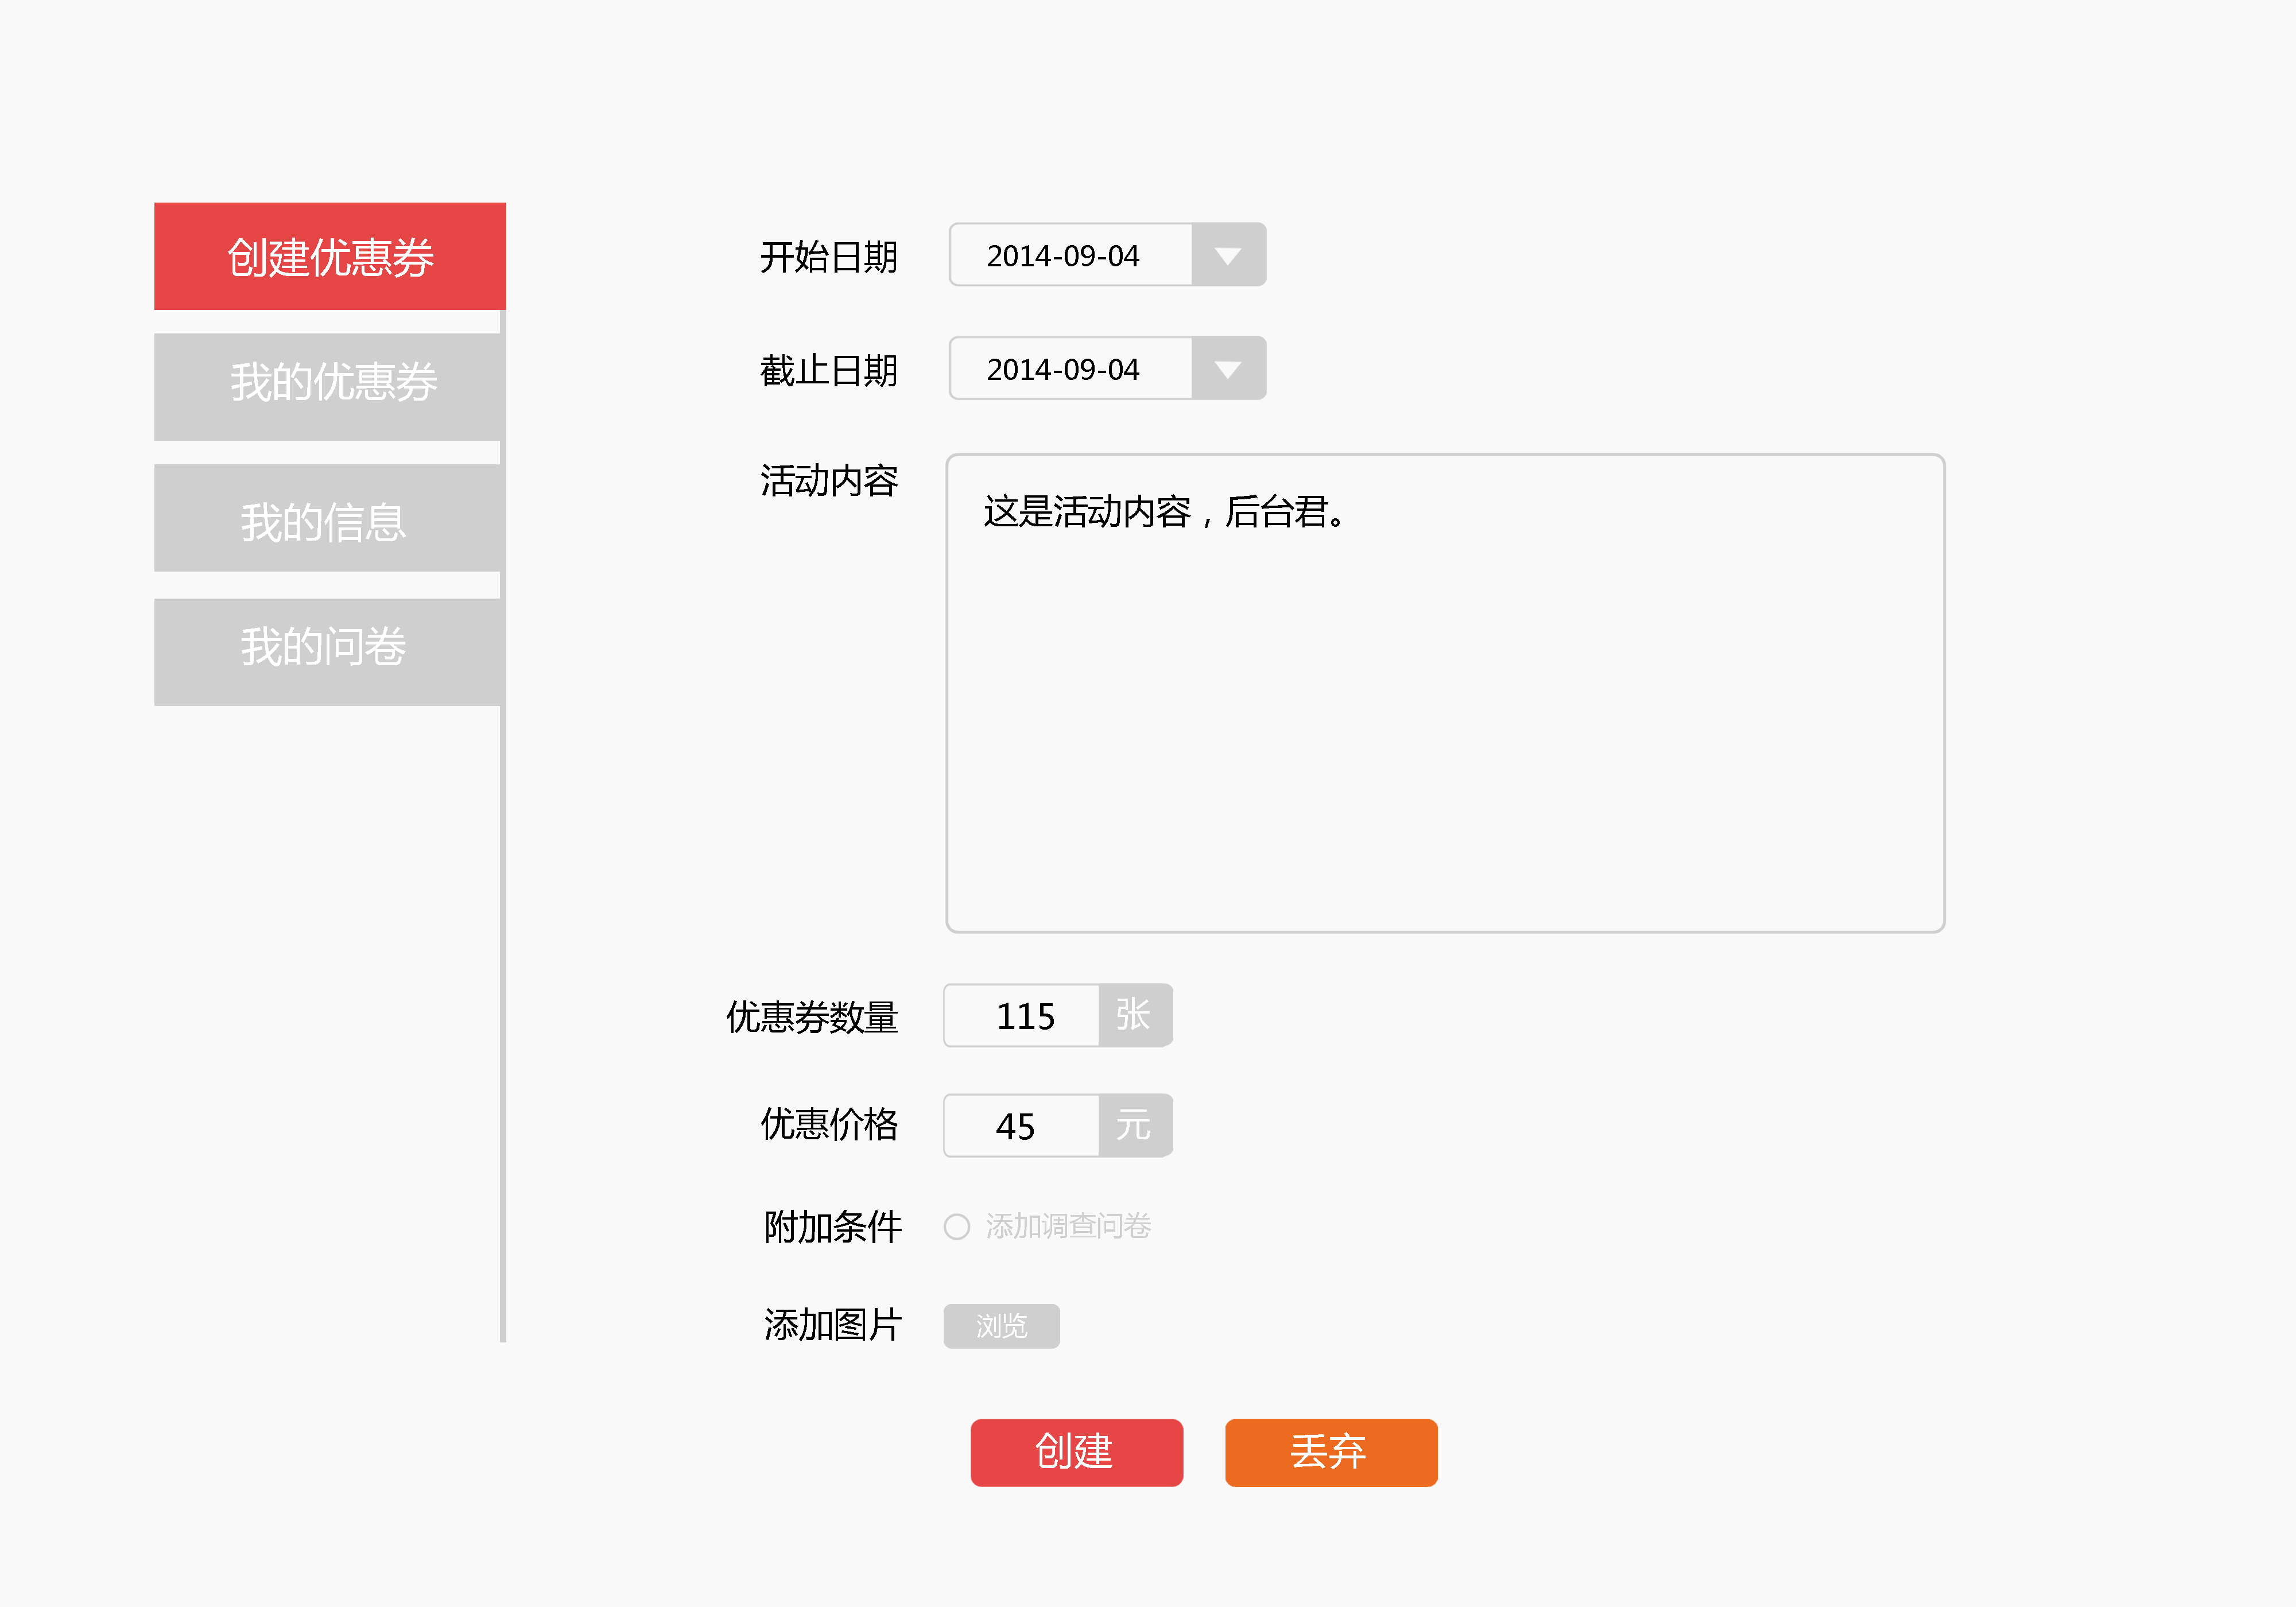 创建优惠券
我的优惠券
我的信息
我的问卷
开始日期 2014-09-04
截止日期 2014-09-04
活动内容
这是活动内容，后台君。
优惠券数量 115 张
优惠价格 45 元
附加条件 添加调查问卷
添加图片 浏览
创建 丢弃